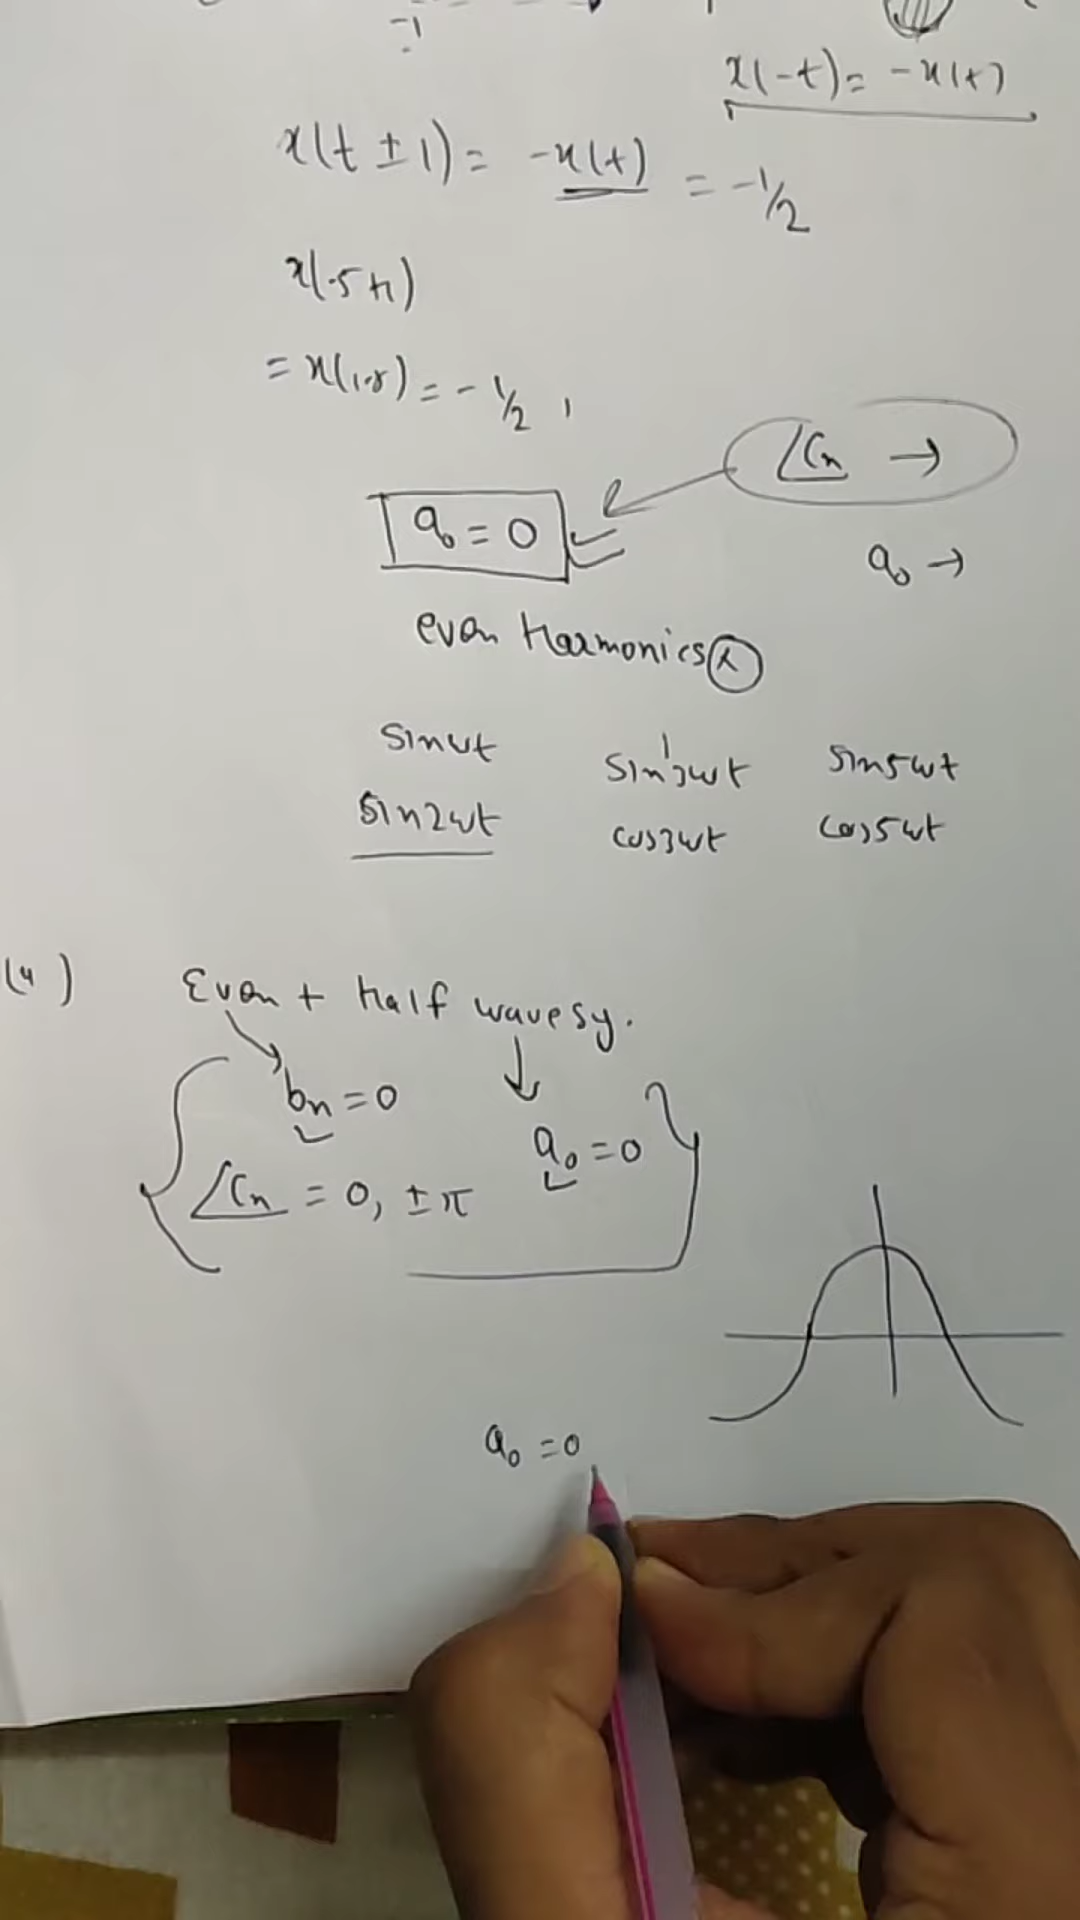 -1
x(-t) = -x(t)
x(t ± 1) = -x(t) = -1/2
x(.5+1)
= x(1.5) = -1/2,
∠Cn →
a0 = 0
a0 →
even Harmonics x
sinωt sin3ωt sin5ωt
sin2ωt cos3ωt cos5ωt
(4) Even + half wave sy.
bn = 0
a0 = 0
∠Cn = 0, ±π
a0 = 0